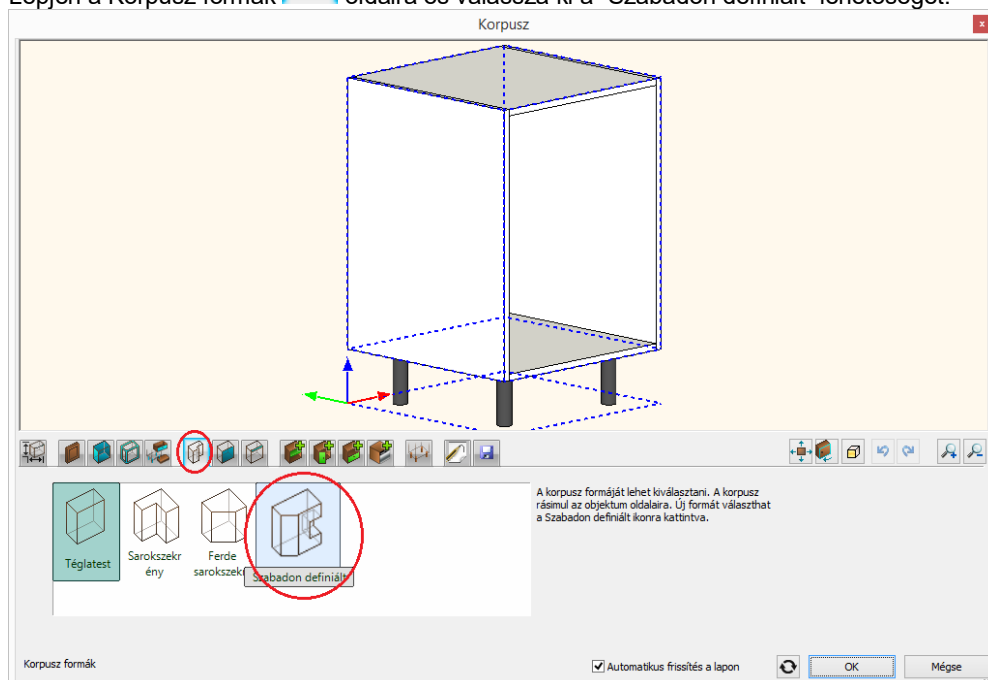 Lépjen a Korpusz formák oldalra és válassza ki a "Szabadon definiált" lehetőséget.
Korpusz
x
Téglatest
Sarokszekr
ény
Ferde
sarokszek
Szabadon definiált
A korpusz formáját lehet kiválasztani. A korpusz
rásimul az objektum oldalaira. Új formát választhat
a Szabadon definiált ikonra kattintva.
Korpusz formák
Automatikus frissítés a lapon
OK
Mégse